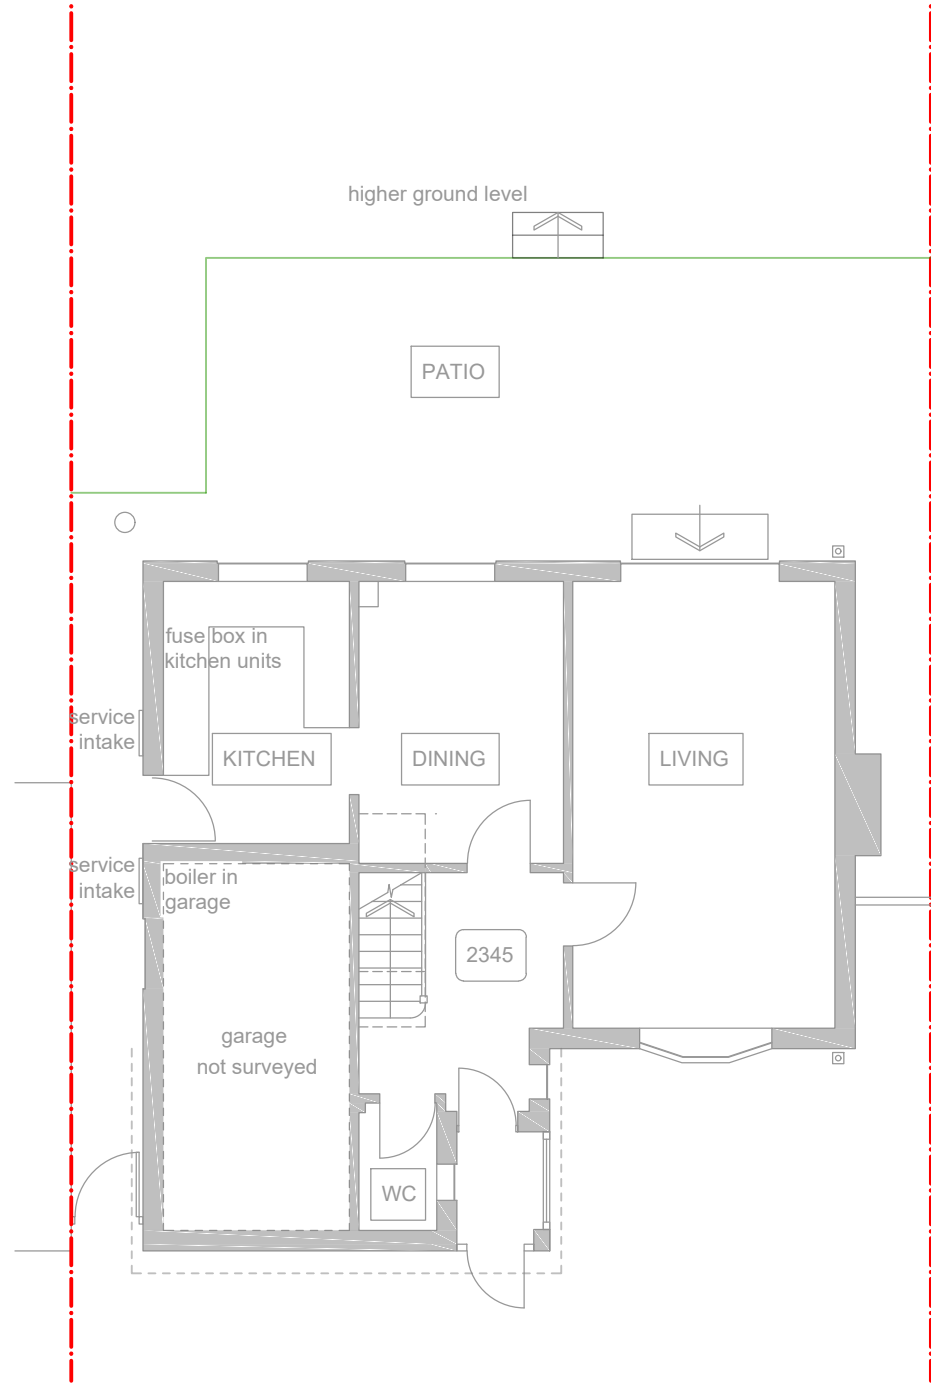 higher ground level
PATIO
fuse box in
kitchen units
service
intake
KITCHEN
DINING
LIVING
service
intake
boiler in
garage
2345
garage
not surveyed
WC